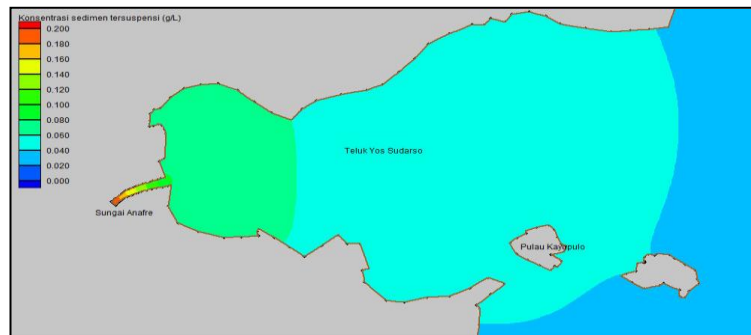 Konsentrasi sedimen tersuspensi (g/L)
0.200
0.180
0.160
0.140
0.120
0.100
0.080
0.060
0.040
0.020
0.000
Teluk Yos Sudarso
Sungai Anafre
Pulau Kayupulo